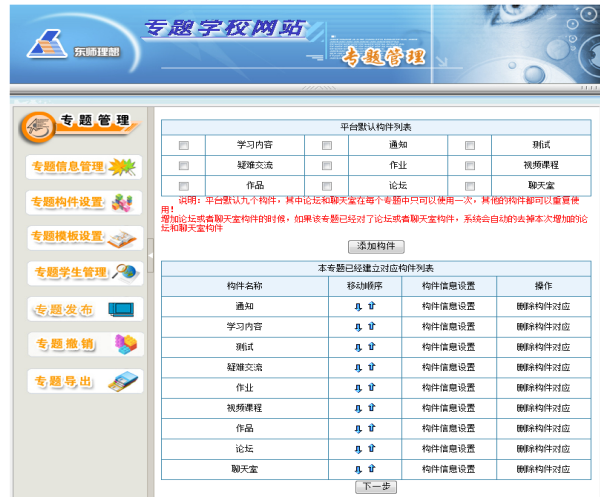 专题学校网站
东师理想
专题管理
专题管理
专题信息管理
专题构件设置
专题模板设置
专题学生管理
专题发布
专题撤销
专题导出
平台默认构件列表
学习内容 通知 测试
疑难交流 作业 视频课程
作品 论坛 聊天室
说明：平台默认九个构件，其中论坛和聊天室在每个专题中只可以使用一次，其他的构件都可以重复使
用！
增加论坛或者聊天室构件的时候，如果该专题已经对了论坛或者聊天室构件，系统会自动的去掉本次增加的论
坛和聊天室构件
添加构件
本专题已经建立对应构件列表
构件名称 移动顺序 构件信息设置 操作
通知 构件信息设置 删除构件对应
学习内容 构件信息设置 删除构件对应
测试 构件信息设置 删除构件对应
疑难交流 构件信息设置 删除构件对应
作业 构件信息设置 删除构件对应
视频课程 构件信息设置 删除构件对应
作品 构件信息设置 删除构件对应
论坛 构件信息设置 删除构件对应
聊天室 构件信息设置 删除构件对应
下一步